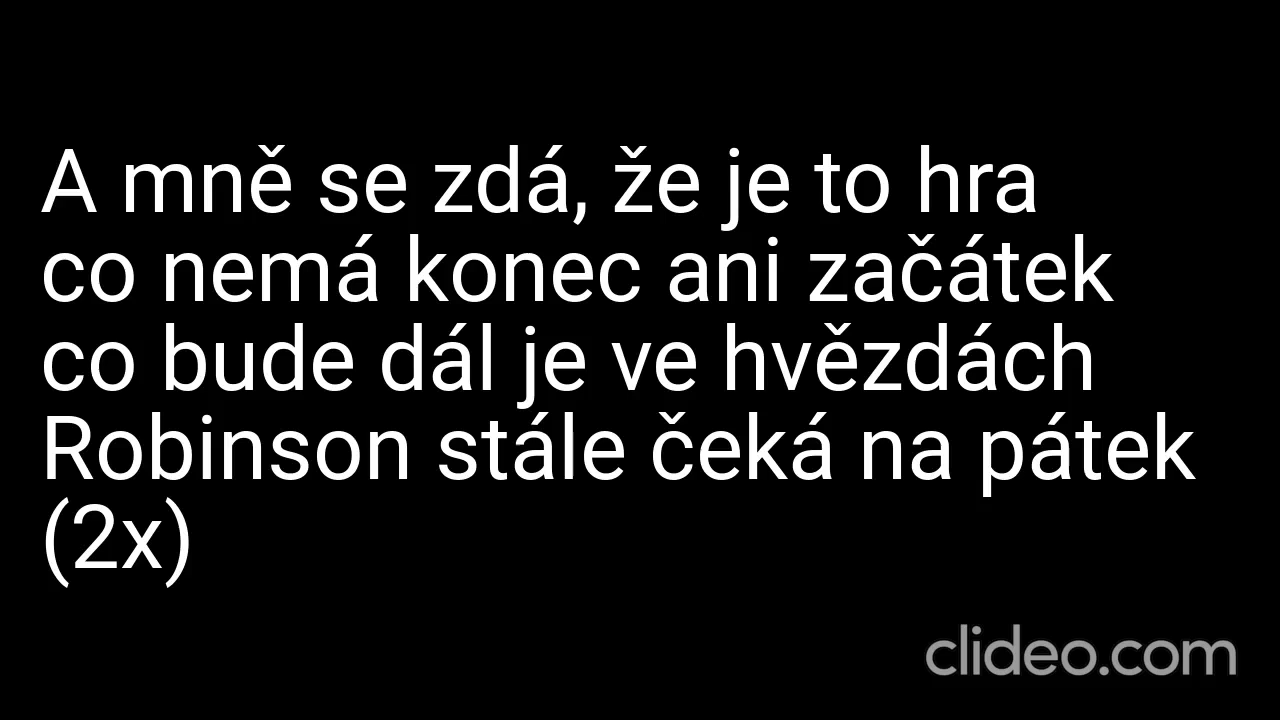 A mně se zdá, že je to hra
co nemá konec ani začátek
co bude dál je ve hvězdách
Robinson stále čeká na pátek
(2x)
clideo.com